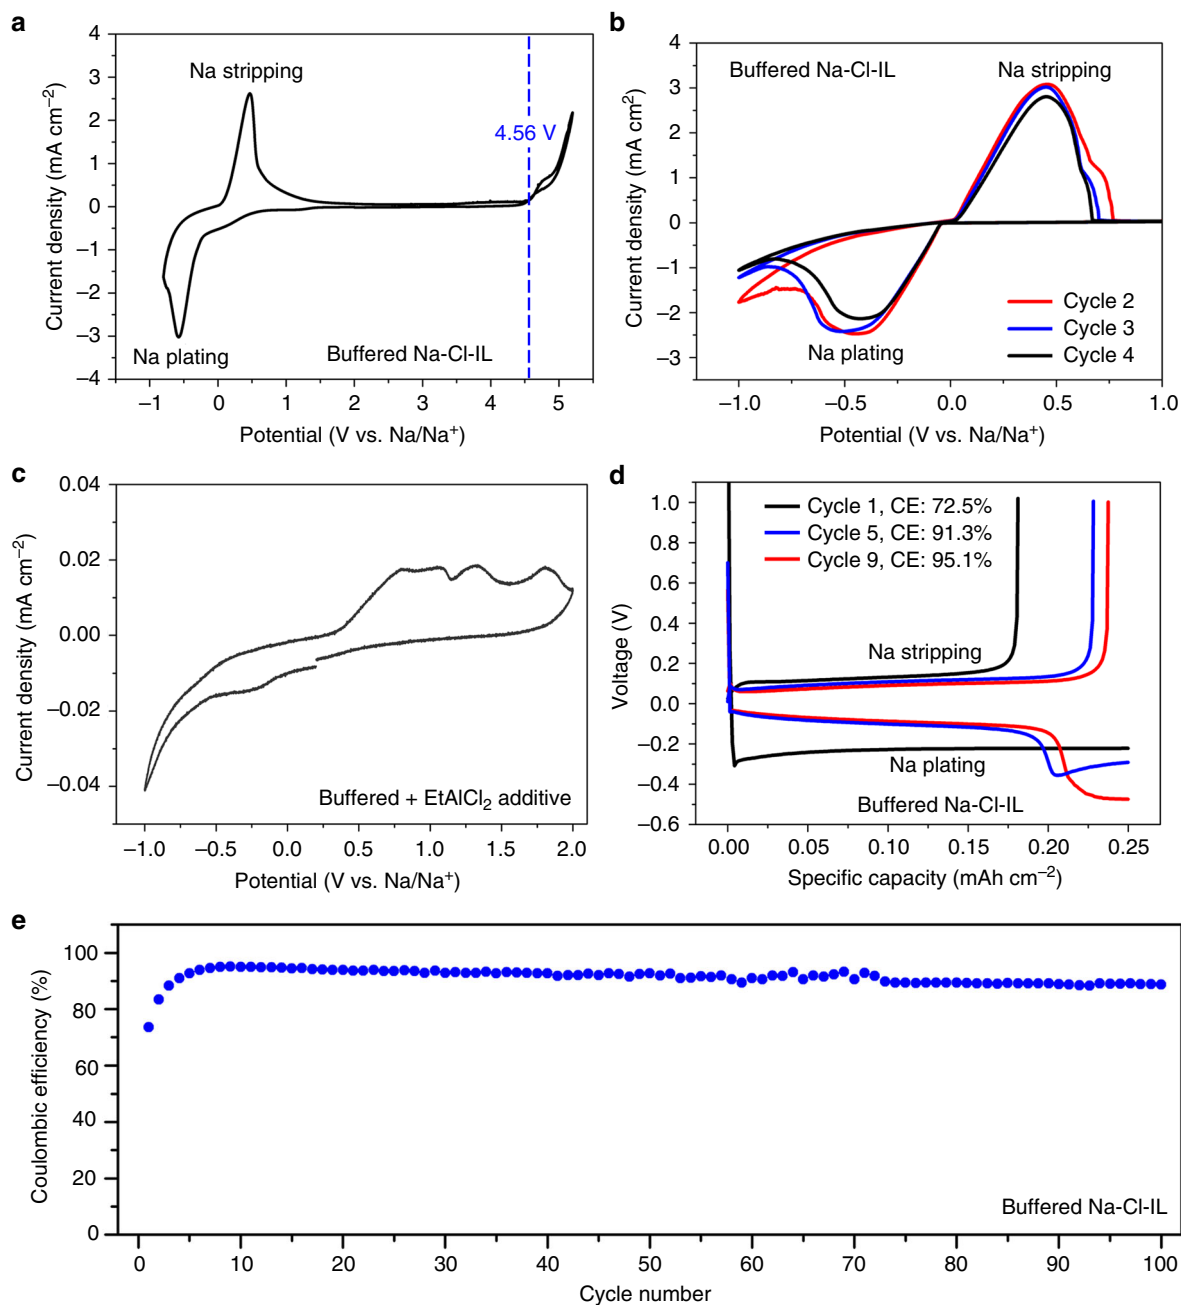 a
Current density (mA cm−2)
4
3
2
1
0
−1
−2
−3
−4
Na stripping
4.56 V
Na plating
Buffered Na-Cl-IL
−1
0
1
2
3
4
5
Potential (V vs. Na/Na+)
b
Current density (mA cm2)
4
3
2
1
0
−1
−2
−3
Buffered Na-Cl-IL
Na stripping
Cycle 2
Cycle 3
Cycle 4
Na plating
−1.0
−0.5
0.0
0.5
1.0
Potential (V vs. Na/Na+)
c
Current density (mA cm−2)
0.04
0.02
0.00
−0.02
−0.04
Buffered + EtAlCl2 additive
−1.0
−0.5
0.0
0.5
1.0
1.5
2.0
Potential (V vs. Na/Na+)
d
Voltage (V)
1.0
0.8
0.6
0.4
0.2
0.0
−0.2
−0.4
−0.6
Cycle 1, CE: 72.5%
Cycle 5, CE: 91.3%
Cycle 9, CE: 95.1%
Na stripping
Na plating
Buffered Na-Cl-IL
0.00
0.05
0.10
0.15
0.20
0.25
Specific capacity (mAh cm−2)
e
Coulombic efficiency (%)
100
80
60
40
20
0
Buffered Na-Cl-IL
0
10
20
30
40
50
60
70
80
90
100
Cycle number